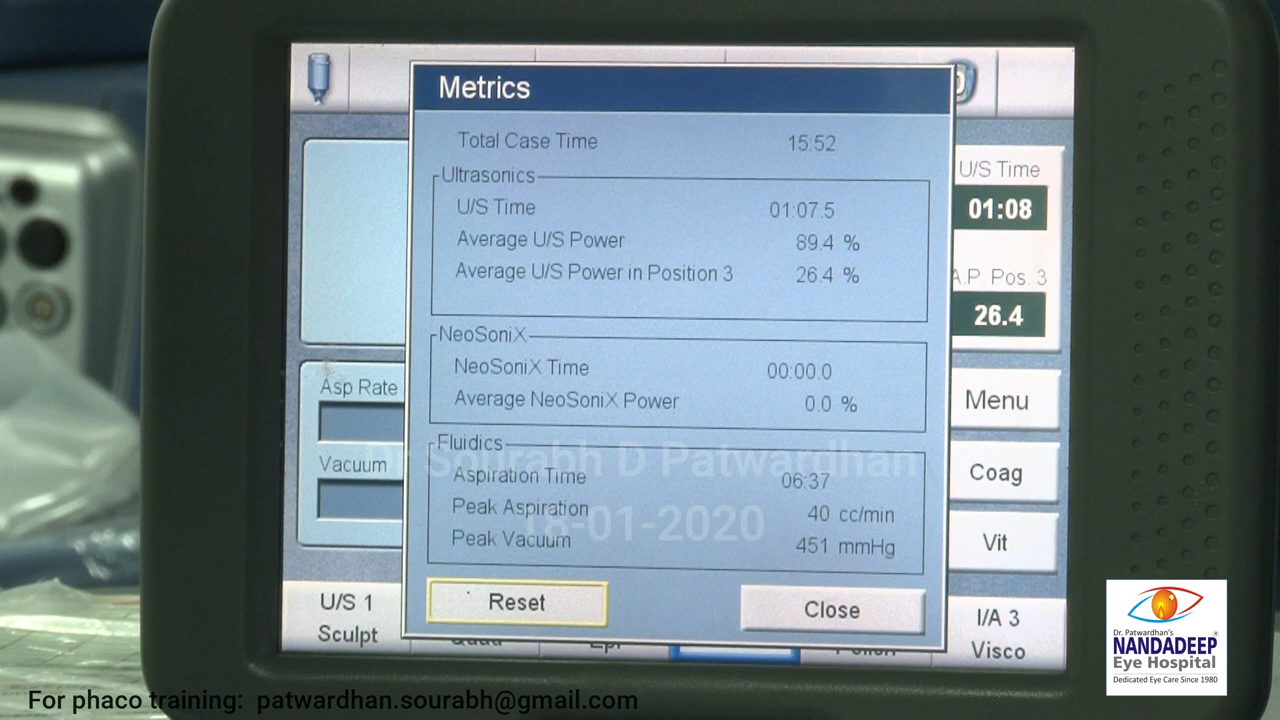 Metrics
Total Case Time 15:52
Ultrasonics
U/S Time 01:07.5
Average U/S Power 89.4 %
Average U/S Power in Position 3 26.4 %
NeoSoniX
NeoSoniX Time 00:00.0
Average NeoSoniX Power 0.0 %
Fluidics
Aspiration Time 06:37
Peak Aspiration 40 cc/min
Peak Vacuum 451 mmHg
Reset Close
U/S Time
01:08
A.P. Pos. 3
26.4
Menu
Coag
Vit
Asp Rate
Vacuum
U/S 1
Sculpt
I/A 3
Visco
Dr Sourabh D Patwardhan
18-01-2020
Dr. Patwardhan's
NANDADEEP
Eye Hospital
Dedicated Eye Care Since 1980
For phaco training: patwardhan.sourabh@gmail.com